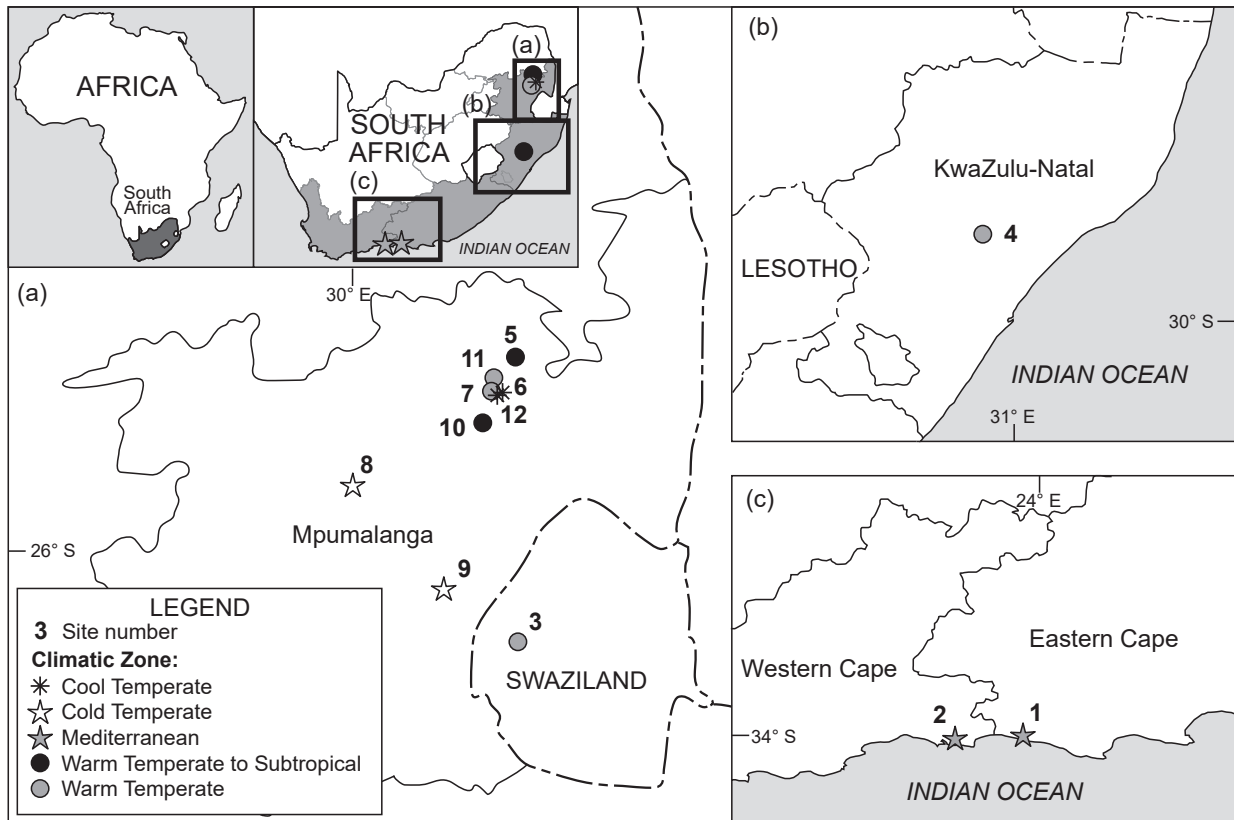 AFRICA
South
Africa
(a)
(b)
SOUTH
AFRICA
(c)
INDIAN OCEAN
(a)
30° E
5
11
7
6
12
10
8
Mpumalanga
26° S
9
3
SWAZILAND
LEGEND
3 Site number
Climatic Zone:
Cool Temperate
Cold Temperate
Mediterranean
Warm Temperate to Subtropical
Warm Temperate
(b)
KwaZulu-Natal
4
LESOTHO
30° S
INDIAN OCEAN
31° E
(c)
24° E
Eastern Cape
Western Cape
2
1
34° S
INDIAN OCEAN